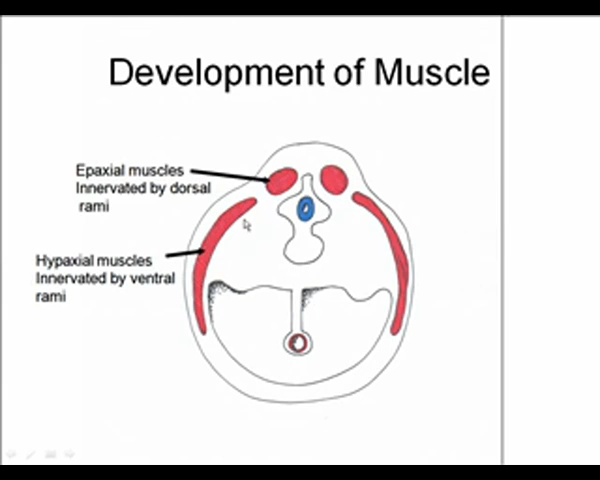 Development of Muscle
Epaxial muscles
Innervated by dorsal
rami
Hypaxial muscles
Innervated by ventral
rami